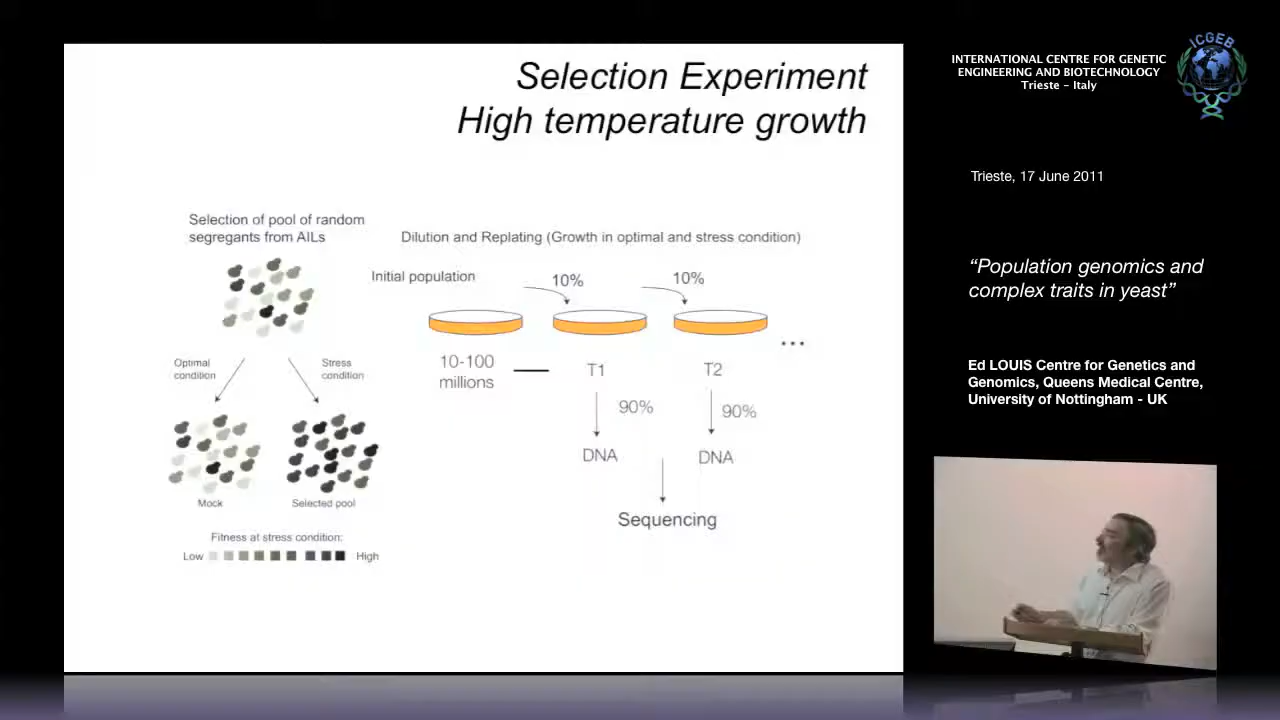 Selection Experiment
High temperature growth
Selection of pool of random
segregants from AILs
Dilution and Replating (Growth in optimal and stress condition)
Initial population
10%
10%
Optimal
condition
Stress
condition
10-100
millions
T1
T2
...
90%
90%
DNA
DNA
Mock
Selected pool
Sequencing
Fitness at stress condition:
Low
High
INTERNATIONAL CENTRE FOR GENETIC
ENGINEERING AND BIOTECHNOLOGY
Trieste – Italy
ICGEB
Trieste, 17 June 2011
“Population genomics and
complex traits in yeast”
Ed LOUIS Centre for Genetics and
Genomics, Queens Medical Centre,
University of Nottingham - UK